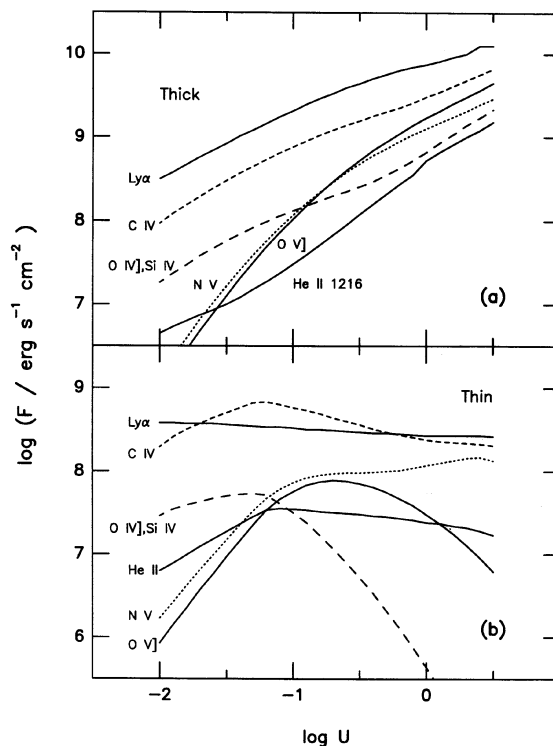 10
Thick
9
Lyα
C IV
8
O IV],Si IV
O V]
N V
He II 1216
7
(a)
log (F / erg s⁻¹ cm⁻²)
9
Thin
Lyα
C IV
8
O IV],Si IV
7
He II
N V
6
O V]
(b)
−2
−1
0
log U